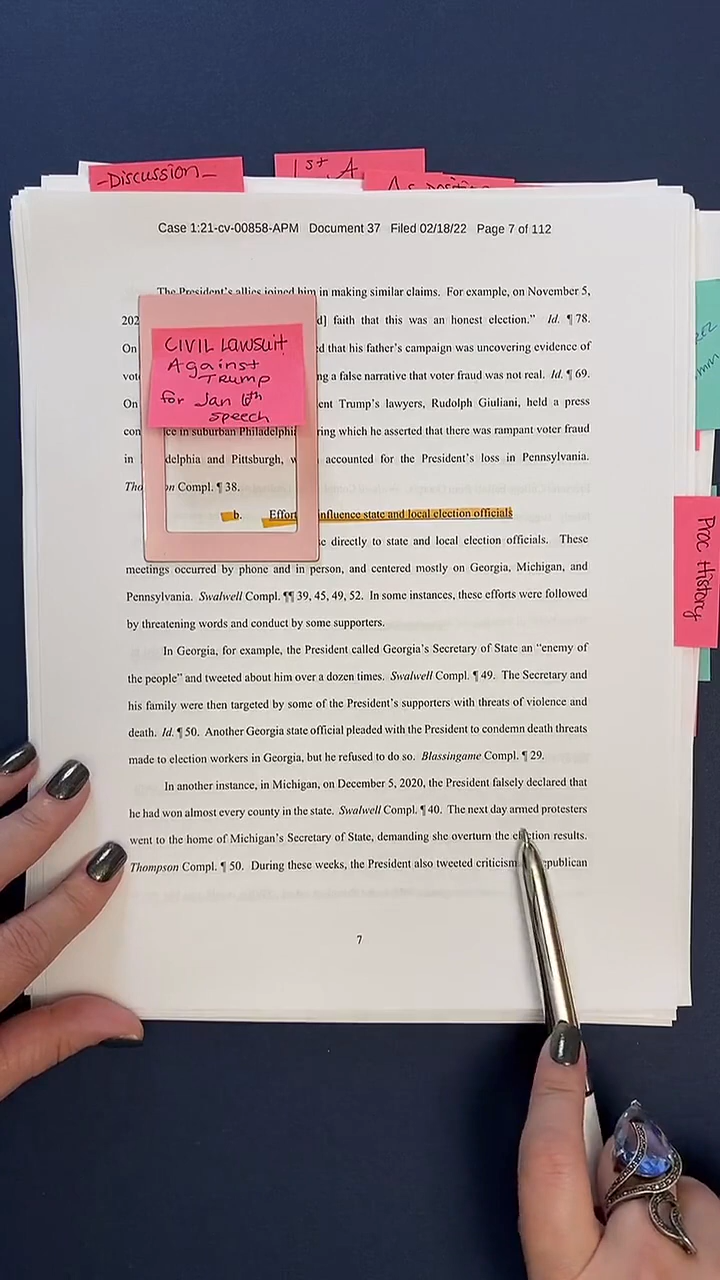 -Discussion-
1st A
Case 1:21-cv-00858-APM Document 37 Filed 02/18/22 Page 7 of 112
The President's allies joined him in making similar claims. For example, on November 5,
202 d] faith that this was an honest election." Id. ¶ 78.
On d that his father's campaign was uncovering evidence of
vot ng a false narrative that voter fraud was not real. Id. ¶ 69.
On ent Trump's lawyers, Rudolph Giuliani, held a press
con ce in suburban Philadelphi ring which he asserted that there was rampant voter fraud
in delphia and Pittsburgh, w accounted for the President's loss in Pennsylvania.
Tho n Compl. ¶ 38.
CIVIL LAWSUIT
Against
TRUMP
for Jan 6th
speech
b. Effort influence state and local election officials
e directly to state and local election officials. These
meetings occurred by phone and in person, and centered mostly on Georgia, Michigan, and
Pennsylvania. Swalwell Compl. ¶¶ 39, 45, 49, 52. In some instances, these efforts were followed
by threatening words and conduct by some supporters.
In Georgia, for example, the President called Georgia's Secretary of State an "enemy of
the people" and tweeted about him over a dozen times. Swalwell Compl. ¶ 49. The Secretary and
his family were then targeted by some of the President's supporters with threats of violence and
death. Id. ¶ 50. Another Georgia state official pleaded with the President to condemn death threats
made to election workers in Georgia, but he refused to do so. Blassingame Compl. ¶ 29.
In another instance, in Michigan, on December 5, 2020, the President falsely declared that
he had won almost every county in the state. Swalwell Compl. ¶ 40. The next day armed protesters
went to the home of Michigan's Secretary of State, demanding she overturn the election results.
Thompson Compl. ¶ 50. During these weeks, the President also tweeted criticism epublican
7
Proc History